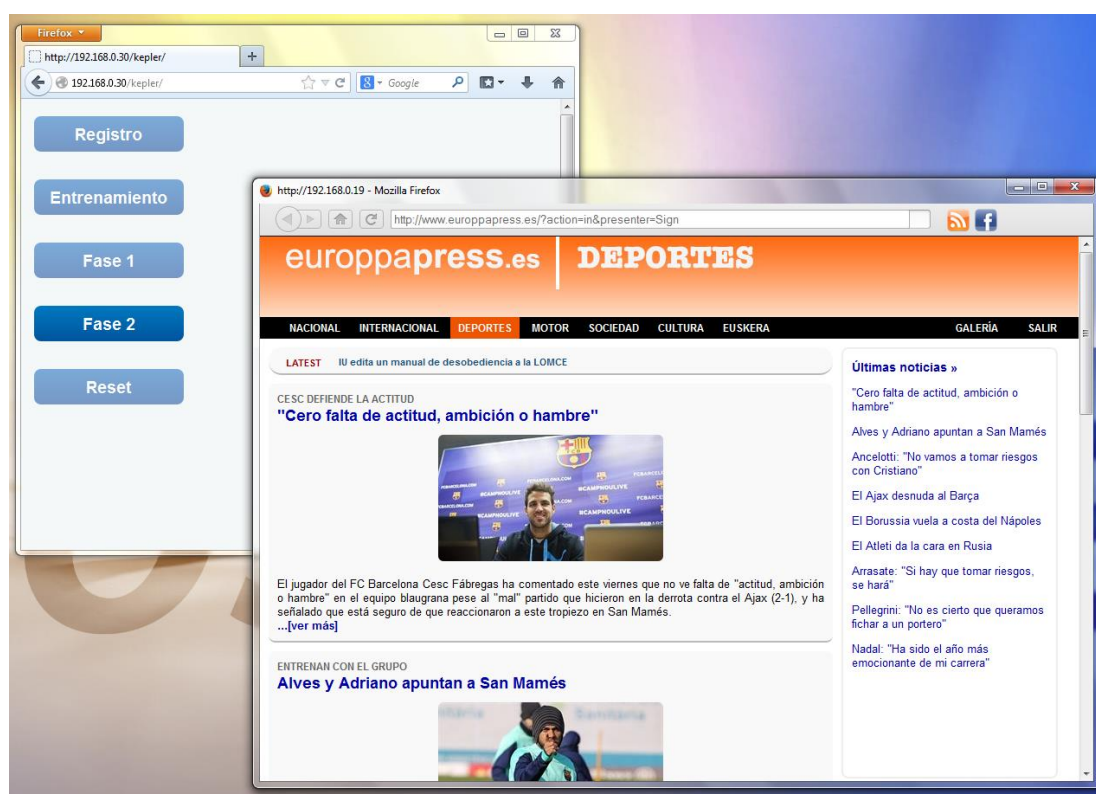 Firefox
http://192.168.0.30/kepler/
192.168.0.30/kepler/
Google
Registro
Entrenamiento
Fase 1
Fase 2
Reset
http://192.168.0.19 - Mozilla Firefox
http://www.europpapress.es/?action=in&presenter=Sign
europpapress.es DEPORTES
NACIONAL INTERNACIONAL DEPORTES MOTOR SOCIEDAD CULTURA EUSKERA GALERÍA SALIR
LATEST IU edita un manual de desobediencia a la LOMCE
CESC DEFIENDE LA ACTITUD
"Cero falta de actitud, ambición o hambre"
El jugador del FC Barcelona Cesc Fábregas ha comentado este viernes que no ve falta de "actitud, ambición
o hambre" en el equipo blaugrana pese al "mal" partido que hicieron en la derrota contra el Ajax (2-1), y ha
señalado que está seguro de que reaccionaron a este tropiezo en San Mamés.
...[ver más]
ENTRENAN CON EL GRUPO
Alves y Adriano apuntan a San Mamés
Últimas noticias »
"Cero falta de actitud, ambición o
hambre"
Alves y Adriano apuntan a San Mamés
Ancelotti: "No vamos a tomar riesgos
con Cristiano"
El Ajax desnuda al Barça
El Borussia vuela a costa del Nápoles
El Atleti da la cara en Rusia
Arrasate: "Si hay que tomar riesgos,
se hará"
Pellegrini: "No es cierto que queramos
fichar a un portero"
Nadal: "Ha sido el año más
emocionante de mi carrera"